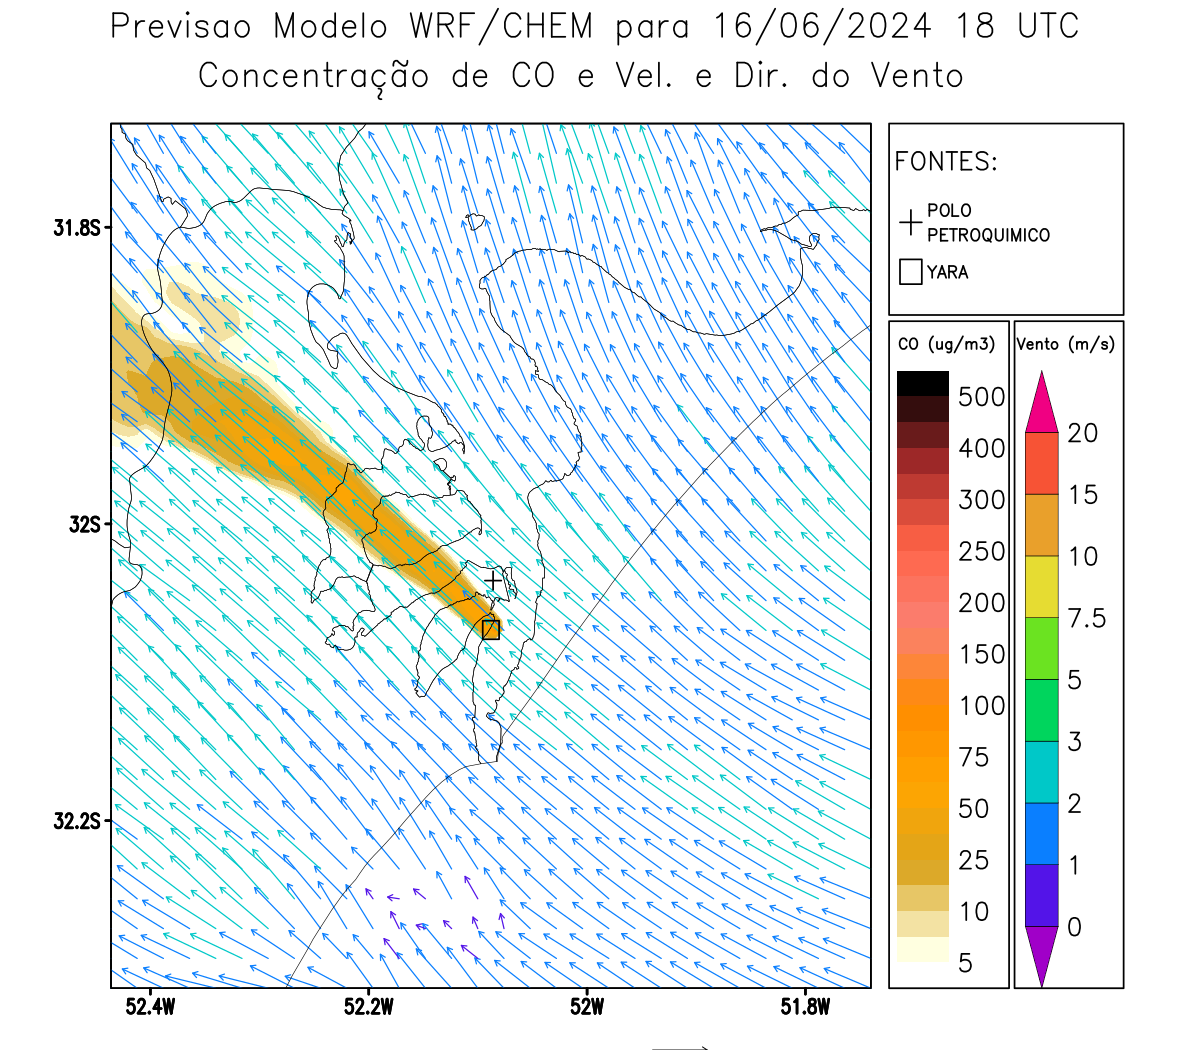 Previsao Modelo WRF/CHEM para 16/06/2024 18 UTC
Concentração de CO e Vel. e Dir. do Vento
FONTES:
POLO
PETROQUIMICO
YARA
CO (ug/m3)
500
400
300
250
200
150
100
75
50
25
10
5
Vento (m/s)
20
15
10
7.5
5
3
2
1
0
31.8S
32S
32.2S
52.4W
52.2W
52W
51.8W